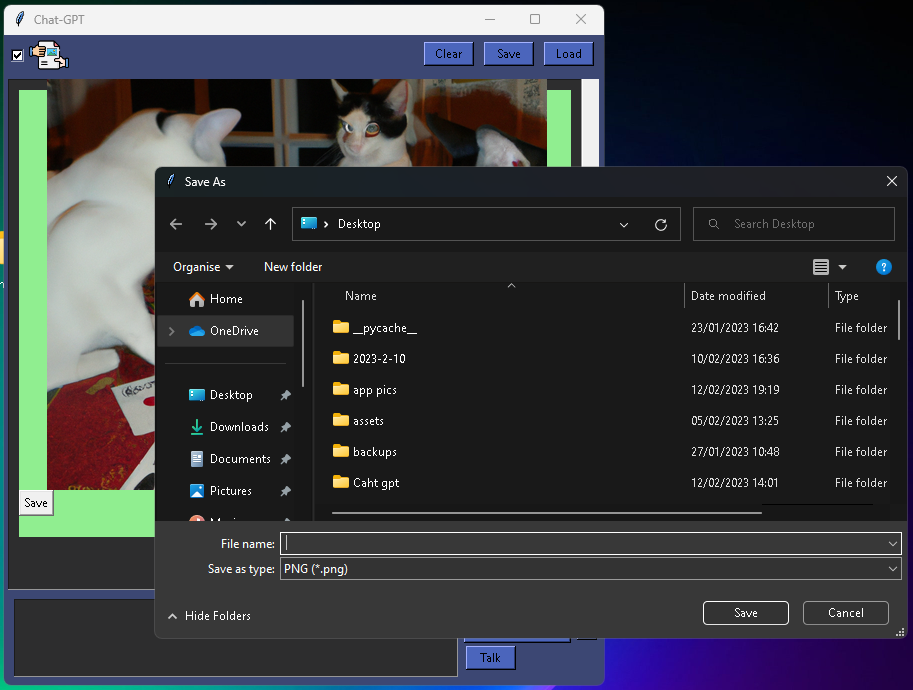 Chat-GPT
Clear Save Load
Save As
Desktop
Search Desktop
Organise New folder
Name Date modified Type
Home
OneDrive
Desktop
Downloads
Documents
Pictures
__pycache__ 23/01/2023 16:42 File folder
2023-2-10 10/02/2023 16:36 File folder
app pics 12/02/2023 19:19 File folder
assets 05/02/2023 13:25 File folder
backups 27/01/2023 10:48 File folder
Caht gpt 12/02/2023 14:01 File folder
Save
File name:
Save as type: PNG (*.png)
Hide Folders Save Cancel
Talk